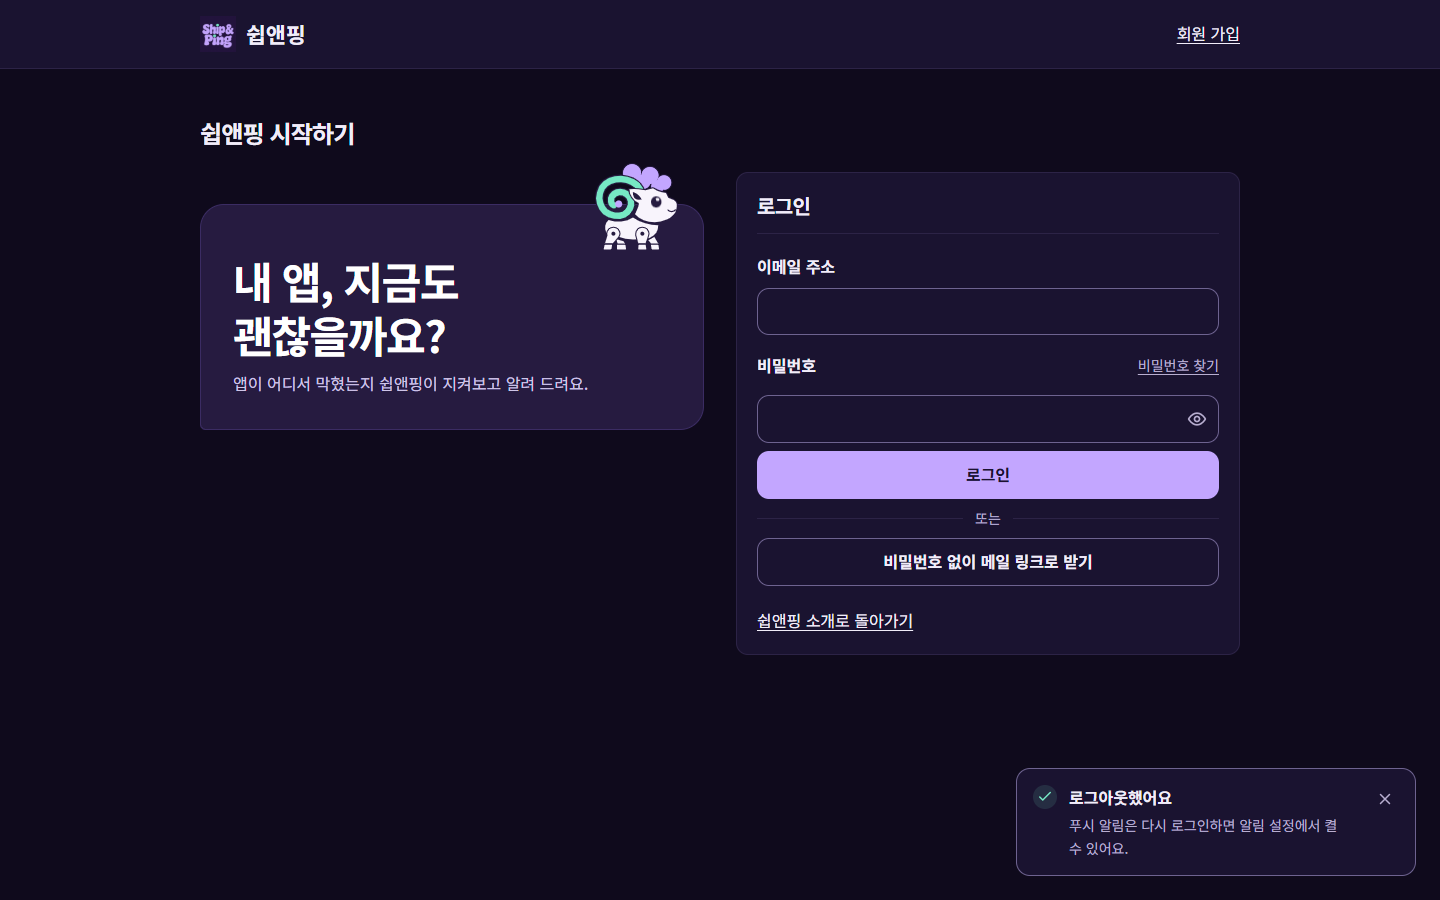 Ship&
Ping
쉽앤핑
회원 가입
쉽앤핑 시작하기
내 앱, 지금도
괜찮을까요?
앱이 어디서 막혔는지 쉽앤핑이 지켜보고 알려 드려요.
로그인
이메일 주소
비밀번호
비밀번호 찾기
로그인
또는
비밀번호 없이 메일 링크로 받기
쉽앤핑 소개로 돌아가기
로그아웃했어요
푸시 알림은 다시 로그인하면 알림 설정에서 켤
수 있어요.